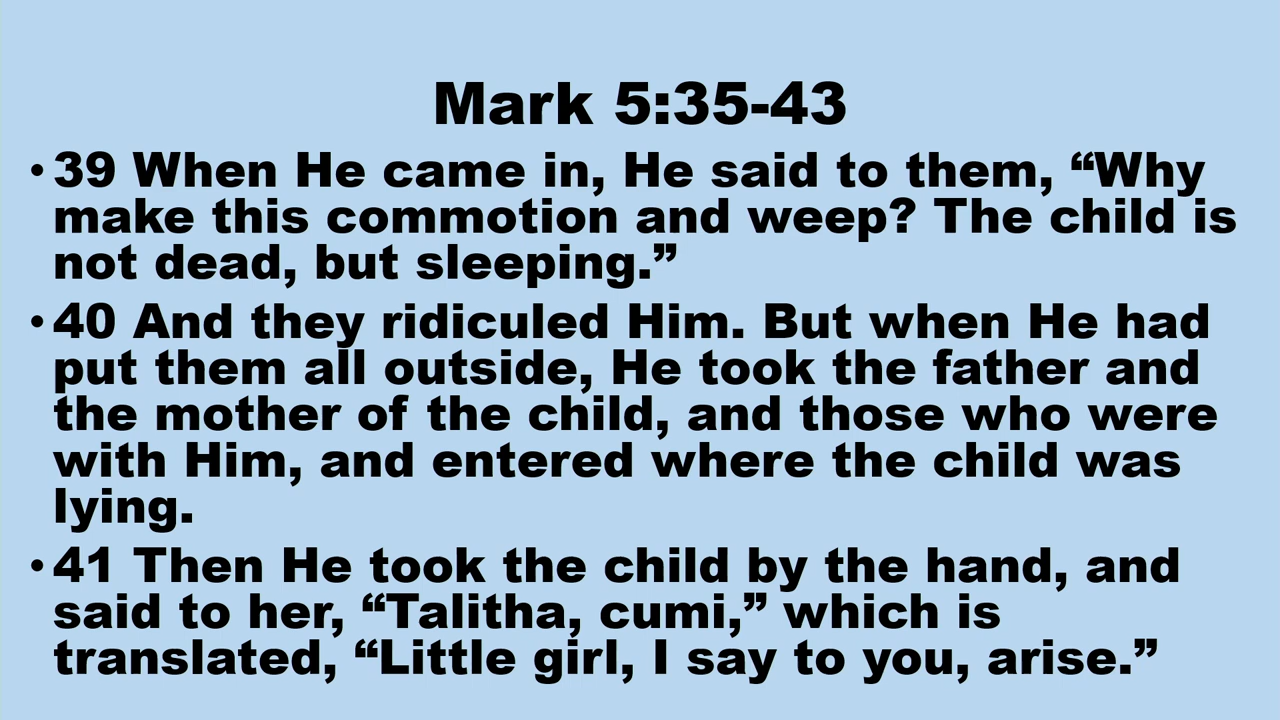 Mark 5:35-43
• 39 When He came in, He said to them, “Why
make this commotion and weep? The child is
not dead, but sleeping.”
• 40 And they ridiculed Him. But when He had
put them all outside, He took the father and
the mother of the child, and those who were
with Him, and entered where the child was
lying.
• 41 Then He took the child by the hand, and
said to her, “Talitha, cumi,” which is
translated, “Little girl, I say to you, arise.”